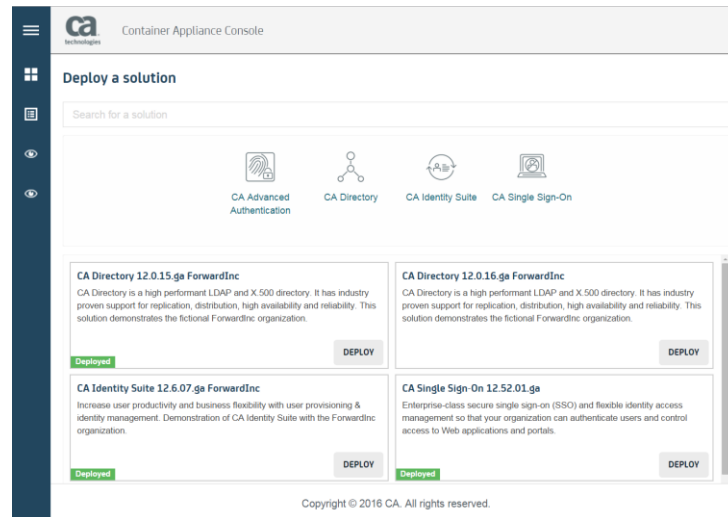 ca
technologies
Container Appliance Console
Deploy a solution
Search for a solution
CA Advanced
Authentication
CA Directory
CA Identity Suite
CA Single Sign-On
CA Directory 12.0.15.ga ForwardInc
CA Directory is a high performant LDAP and X.500 directory. It has industry
proven support for replication, distribution, high availability and reliability. This
solution demonstrates the fictional ForwardInc organization.
Deployed
DEPLOY
CA Directory 12.0.16.ga ForwardInc
CA Directory is a high performant LDAP and X.500 directory. It has industry
proven support for replication, distribution, high availability and reliability. This
solution demonstrates the fictional ForwardInc organization.
DEPLOY
CA Identity Suite 12.6.07.ga ForwardInc
Increase user productivity and business flexibility with user provisioning &
identity management. Demonstration of CA Identity Suite with the ForwardInc
organization.
Deployed
DEPLOY
CA Single Sign-On 12.52.01.ga
Enterprise-class secure single sign-on (SSO) and flexible identity access
management so that your organization can authenticate users and control
access to Web applications and portals.
Deployed
DEPLOY
Copyright © 2016 CA. All rights reserved.